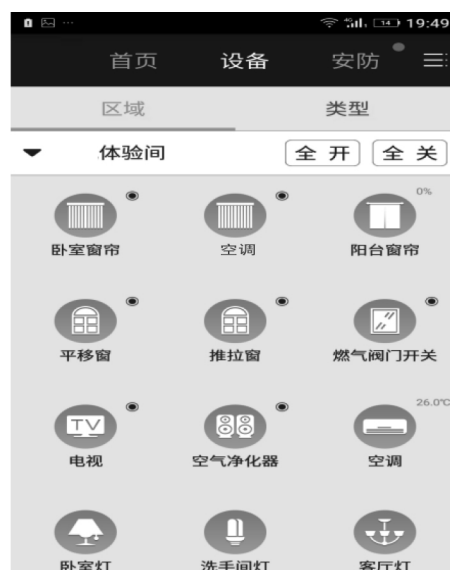 14 19:49
首页 设备 安防
区域 类型
体验间 全 开 全 关
0%
卧室窗帘 空调 阳台窗帘
平移窗 推拉窗 燃气阀门开关
TV
26.0℃
电视 空气净化器 空调
卧室灯 洗手间灯 客厅灯